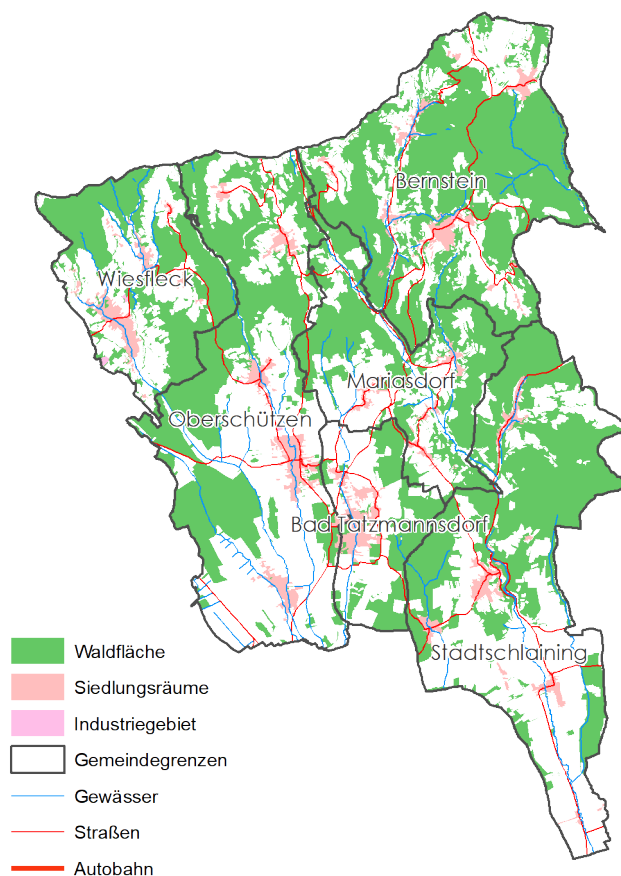 Bernstein
Wiesfleck
Mariasdorf
Oberschützen
Bad Tatzmannsdorf
Stadtschlaining
Waldfläche
Siedlungsräume
Industriegebiet
Gemeindegrenzen
Gewässer
Straßen
Autobahn